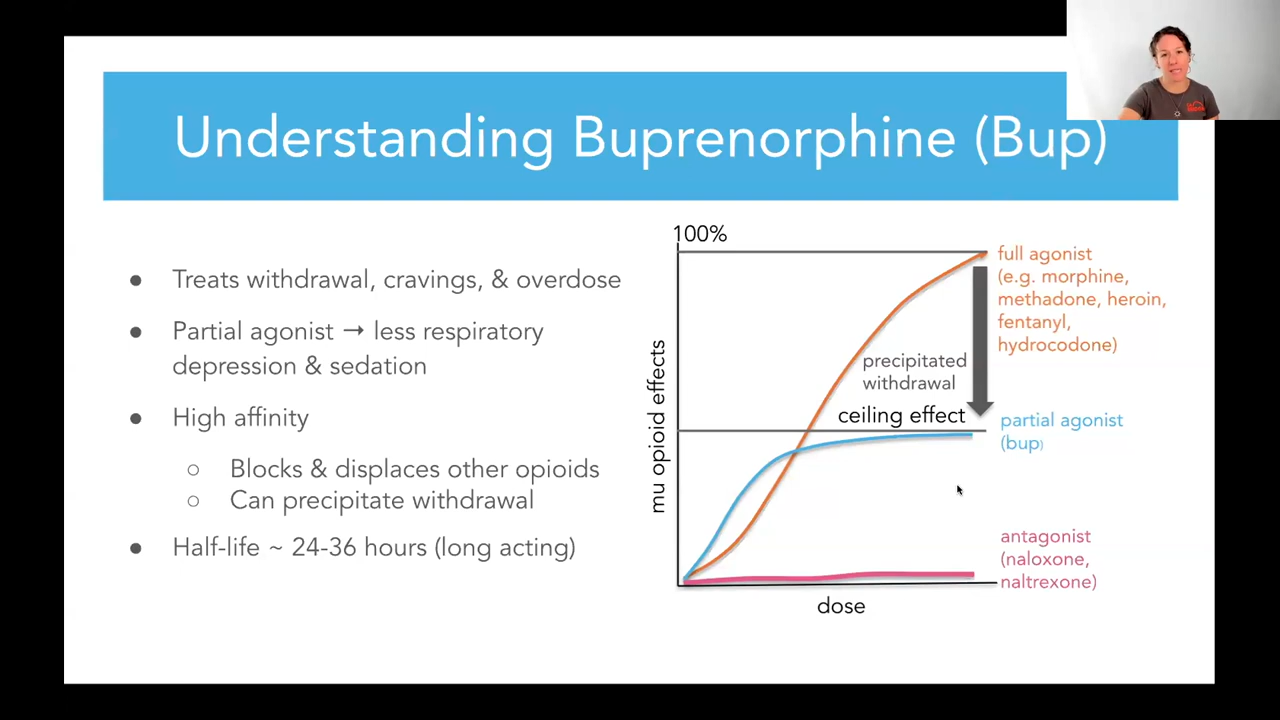 Understanding Buprenorphine (Bup)
● Treats withdrawal, cravings, & overdose
● Partial agonist → less respiratory
depression & sedation
● High affinity
○ Blocks & displaces other opioids
○ Can precipitate withdrawal
● Half-life ~ 24-36 hours (long acting)
100%
mu opioid effects
full agonist
(e.g. morphine,
methadone, heroin,
fentanyl,
hydrocodone)
precipitated
withdrawal
ceiling effect
partial agonist
(bup)
antagonist
(naloxone,
naltrexone)
dose